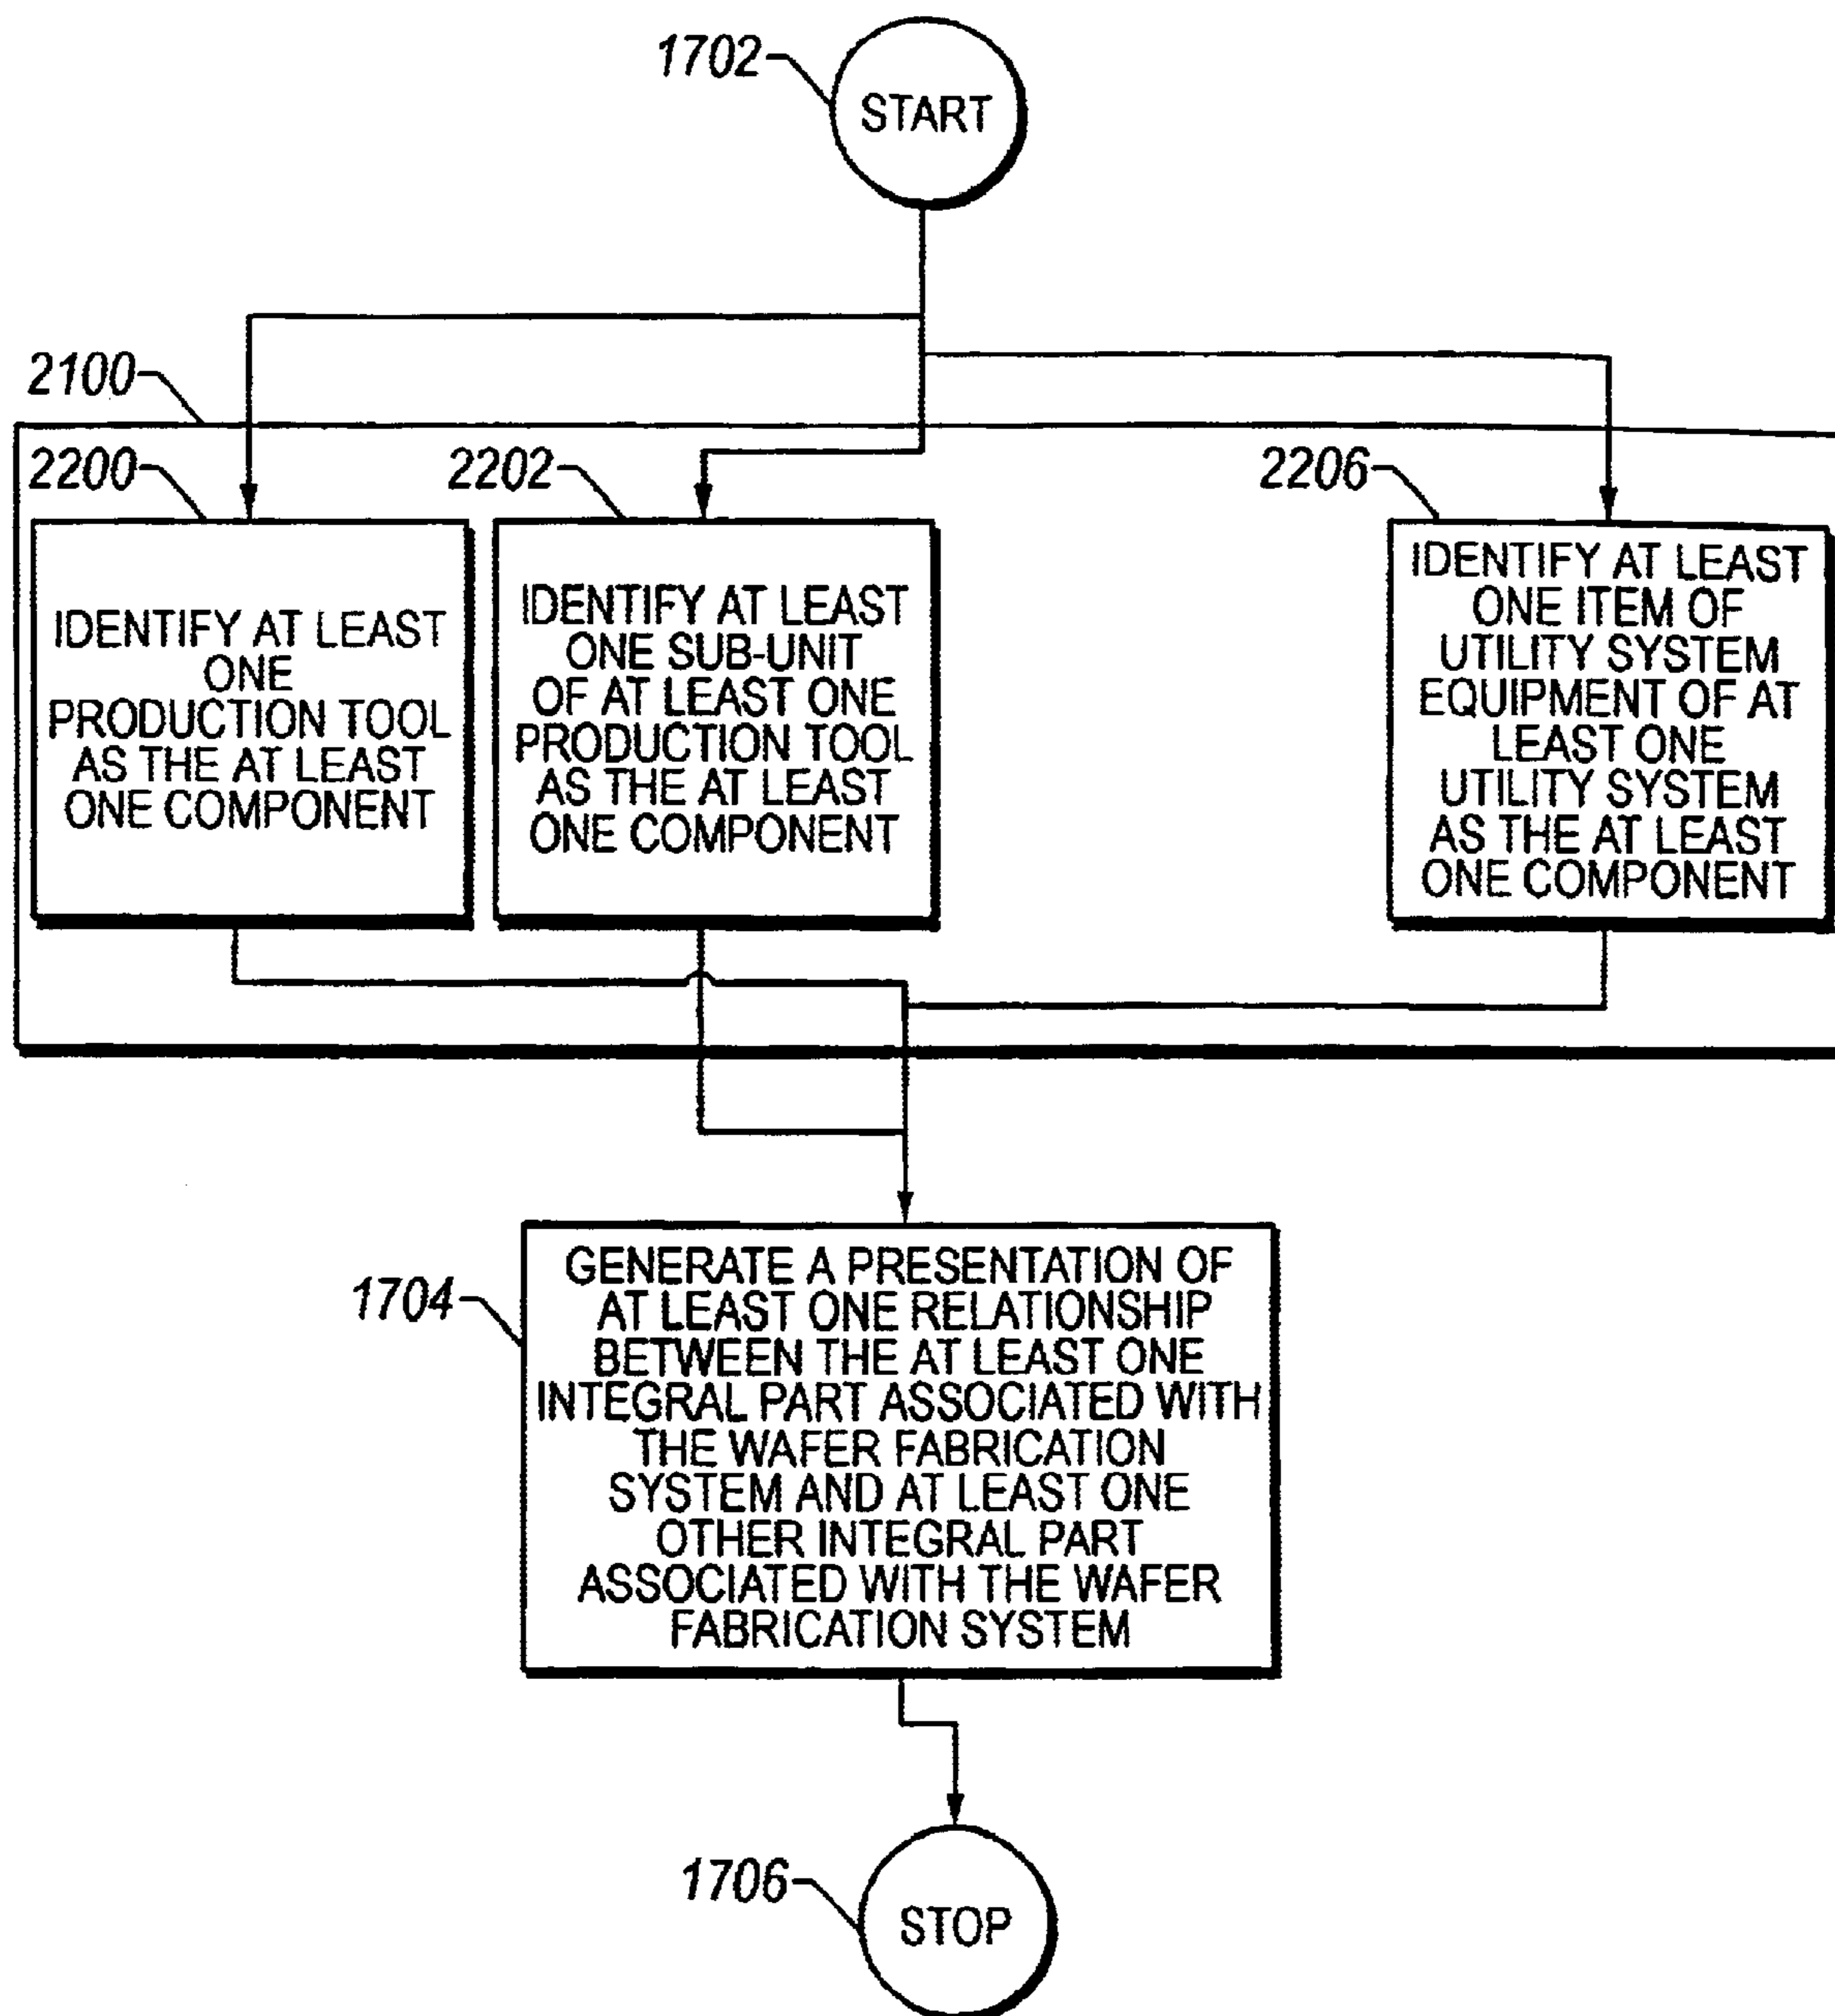 1702
START
2100
2200
2202
2206
IDENTIFY AT LEAST
ONE
PRODUCTION TOOL
AS THE AT LEAST
ONE COMPONENT
IDENTIFY AT LEAST
ONE SUB-UNIT
OF AT LEAST ONE
PRODUCTION TOOL
AS THE AT LEAST
ONE COMPONENT
IDENTIFY AT LEAST
ONE ITEM OF
UTILITY SYSTEM
EQUIPMENT OF AT
LEAST ONE
UTILITY SYSTEM
AS THE AT LEAST
ONE COMPONENT
1704
GENERATE A PRESENTATION OF
AT LEAST ONE RELATIONSHIP
BETWEEN THE AT LEAST ONE
INTEGRAL PART ASSOCIATED WITH
THE WAFER FABRICATION
SYSTEM AND AT LEAST ONE
OTHER INTEGRAL PART
ASSOCIATED WITH THE WAFER
FABRICATION SYSTEM
1706
STOP